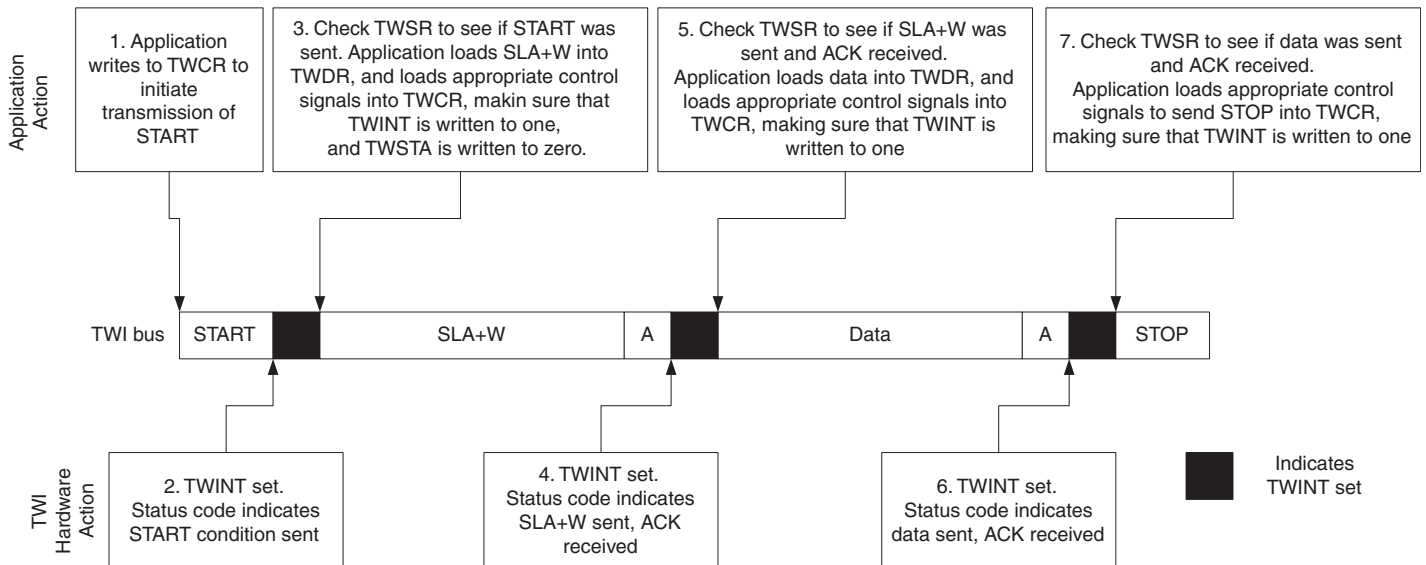 Application
Action
1. Application
writes to TWCR to
initiate
transmission of
START
3. Check TWSR to see if START was
sent. Application loads SLA+W into
TWDR, and loads appropriate control
signals into TWCR, makin sure that
TWINT is written to one,
and TWSTA is written to zero.
5. Check TWSR to see if SLA+W was
sent and ACK received.
Application loads data into TWDR, and
loads appropriate control signals into
TWCR, making sure that TWINT is
written to one
7. Check TWSR to see if data was sent
and ACK received.
Application loads appropriate control
signals to send STOP into TWCR,
making sure that TWINT is written to one
TWI bus
START
SLA+W
A
Data
A
STOP
TWI
Hardware
Action
2. TWINT set.
Status code indicates
START condition sent
4. TWINT set.
Status code indicates
SLA+W sent, ACK
received
6. TWINT set.
Status code indicates
data sent, ACK received
Indicates
TWINT set